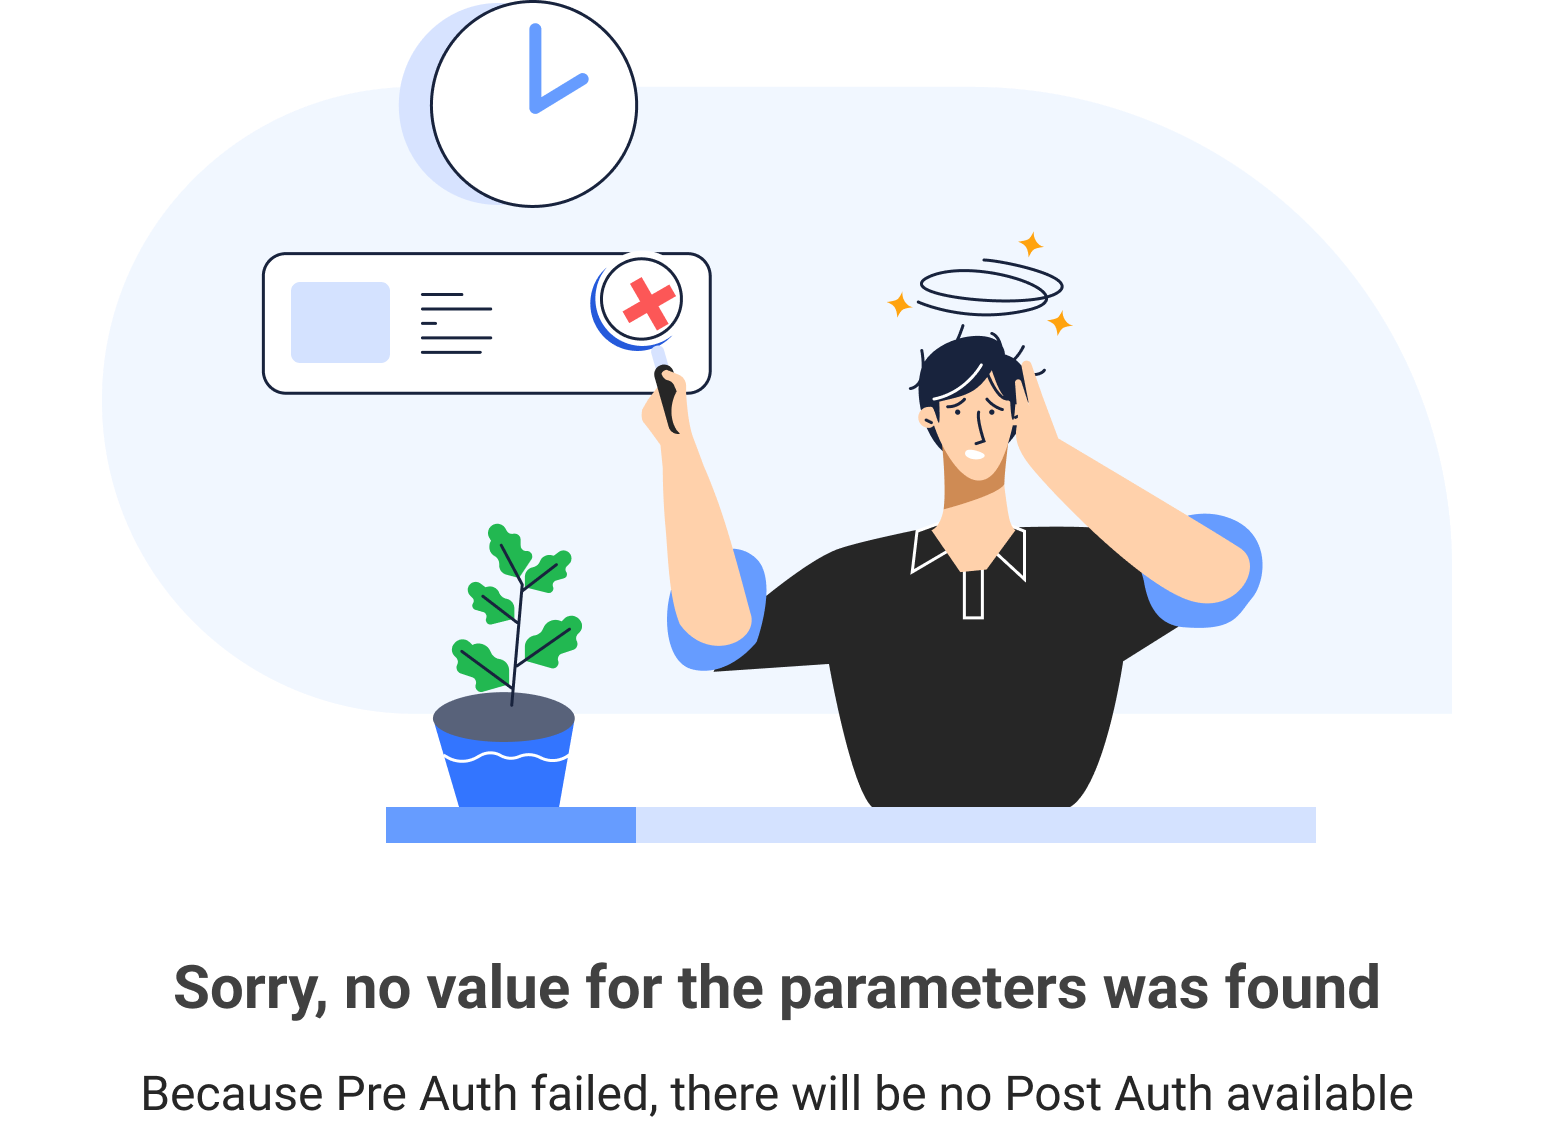 Sorry, no value for the parameters was found
Because Pre Auth failed, there will be no Post Auth available